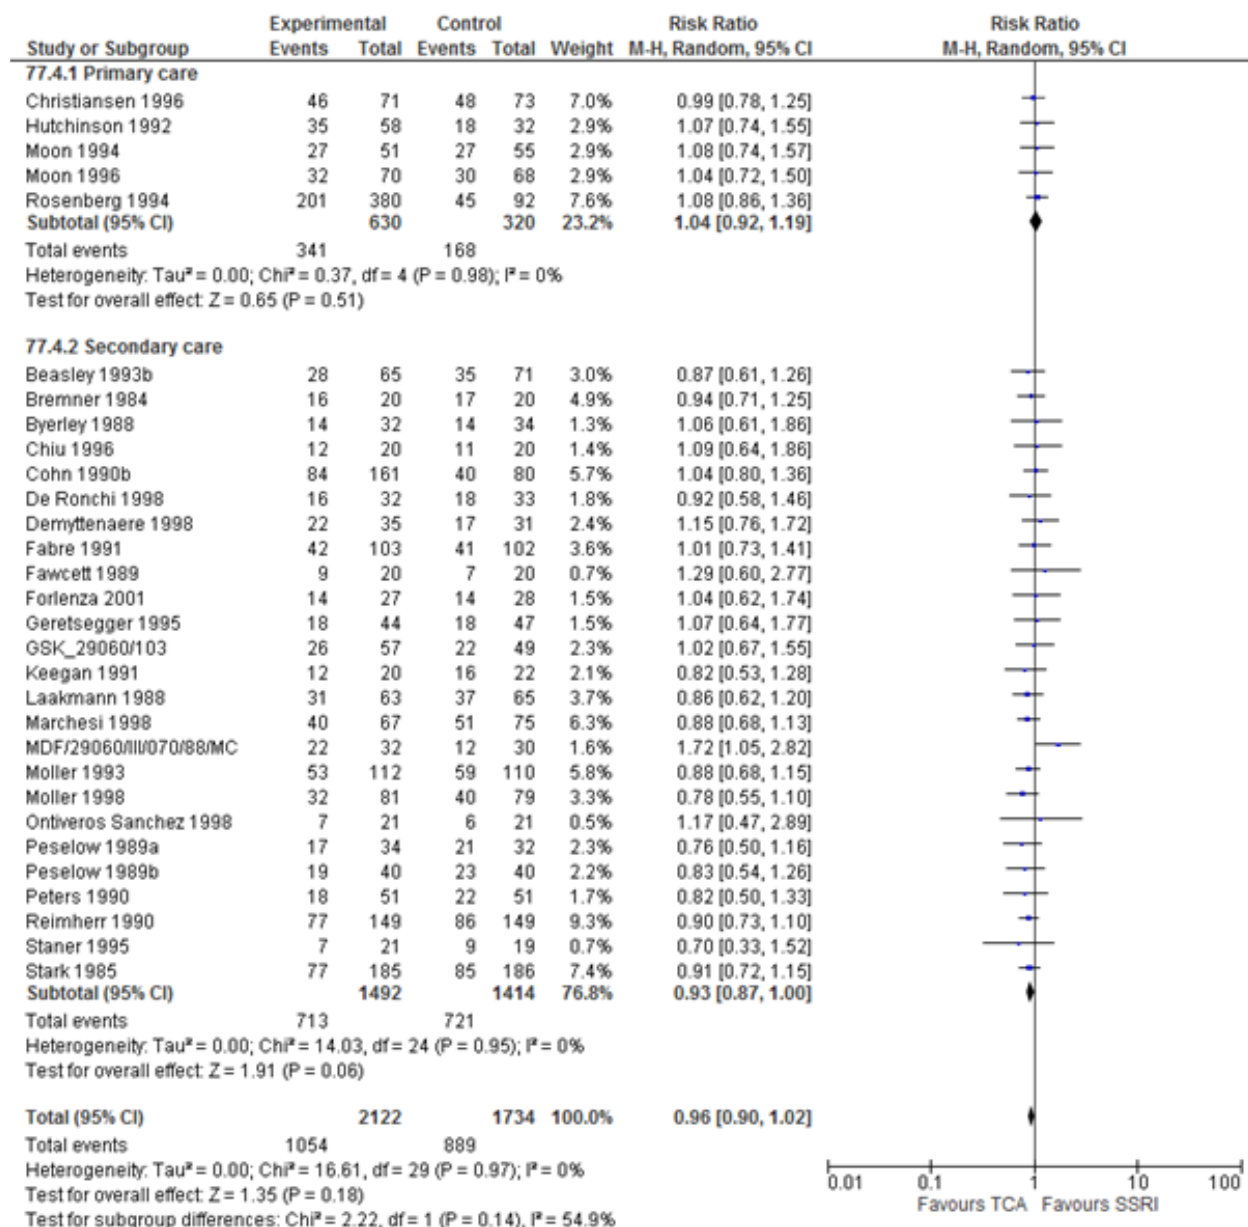 Experimental Control Risk Ratio Risk Ratio
Study or Subgroup Events Total Events Total Weight M-H, Random, 95% CI M-H, Random, 95% CI
77.4.1 Primary care
Christiansen 1996 46 71 48 73 7.0% 0.99 [0.78, 1.25]
Hutchinson 1992 35 58 18 32 2.9% 1.07 [0.74, 1.55]
Moon 1994 27 51 27 55 2.9% 1.08 [0.74, 1.57]
Moon 1996 32 70 30 68 2.9% 1.04 [0.72, 1.50]
Rosenberg 1994 201 380 45 92 7.6% 1.08 [0.86, 1.36]
Subtotal (95% CI) 630 320 23.2% 1.04 [0.92, 1.19]
Total events 341 168
Heterogeneity: Tau² = 0.00; Chi² = 0.37, df = 4 (P = 0.98); I² = 0%
Test for overall effect: Z = 0.65 (P = 0.51)
77.4.2 Secondary care
Beasley 1993b 28 65 35 71 3.0% 0.87 [0.61, 1.26]
Bremner 1984 16 20 17 20 4.9% 0.94 [0.71, 1.25]
Byerley 1988 14 32 14 34 1.3% 1.06 [0.61, 1.86]
Chiu 1996 12 20 11 20 1.4% 1.09 [0.64, 1.86]
Cohn 1990b 84 161 40 80 5.7% 1.04 [0.80, 1.36]
De Ronchi 1998 16 32 18 33 1.8% 0.92 [0.58, 1.46]
Demyttenaere 1998 22 35 17 31 2.4% 1.15 [0.76, 1.72]
Fabre 1991 42 103 41 102 3.6% 1.01 [0.73, 1.41]
Fawcett 1989 9 20 7 20 0.7% 1.29 [0.60, 2.77]
Forlenza 2001 14 27 14 28 1.5% 1.04 [0.62, 1.74]
Geretsegger 1995 18 44 18 47 1.5% 1.07 [0.64, 1.77]
GSK_29060/103 26 57 22 49 2.3% 1.02 [0.67, 1.55]
Keegan 1991 12 20 16 22 2.1% 0.82 [0.53, 1.28]
Laakmann 1988 31 63 37 65 3.7% 0.86 [0.62, 1.20]
Marchesi 1998 40 67 51 75 6.3% 0.88 [0.68, 1.13]
MDF/29060/III/070/88/MC 22 32 12 30 1.6% 1.72 [1.05, 2.82]
Moller 1993 53 112 59 110 5.8% 0.88 [0.68, 1.15]
Moller 1998 32 81 40 79 3.3% 0.78 [0.55, 1.10]
Ontiveros Sanchez 1998 7 21 6 21 0.5% 1.17 [0.47, 2.89]
Peselow 1989a 17 34 21 32 2.3% 0.76 [0.50, 1.16]
Peselow 1989b 19 40 23 40 2.2% 0.83 [0.54, 1.26]
Peters 1990 18 51 22 51 1.7% 0.82 [0.50, 1.33]
Reimherr 1990 77 149 86 149 9.3% 0.90 [0.73, 1.10]
Staner 1995 7 21 9 19 0.7% 0.70 [0.33, 1.52]
Stark 1985 77 185 85 186 7.4% 0.91 [0.72, 1.15]
Subtotal (95% CI) 1492 1414 76.8% 0.93 [0.87, 1.00]
Total events 713 721
Heterogeneity: Tau² = 0.00; Chi² = 14.03, df = 24 (P = 0.95); I² = 0%
Test for overall effect: Z = 1.91 (P = 0.06)
Total (95% CI) 2122 1734 100.0% 0.96 [0.90, 1.02]
Total events 1054 889
Heterogeneity: Tau² = 0.00; Chi² = 16.61, df = 29 (P = 0.97); I² = 0%
Test for overall effect: Z = 1.35 (P = 0.18)
Test for subgroup differences: Chi² = 2.22, df = 1 (P = 0.14), I² = 54.9%
0.01 0.1 1 10 100
Favours TCA Favours SSRI